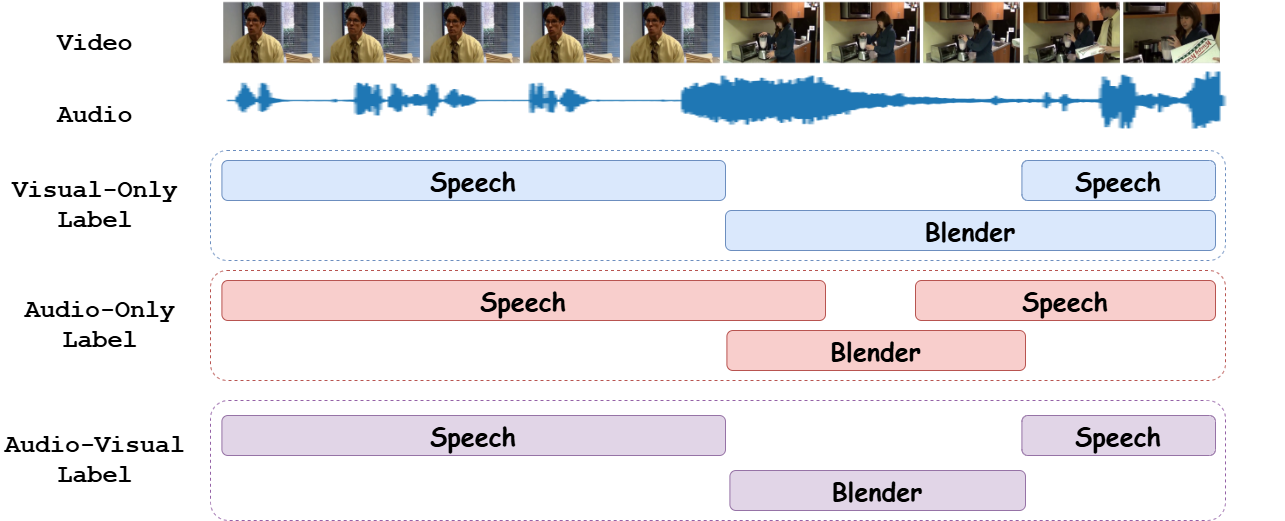 Video
Audio
Visual-Only
Label
Speech
Speech
Blender
Audio-Only
Label
Speech
Speech
Blender
Audio-Visual
Label
Speech
Speech
Blender